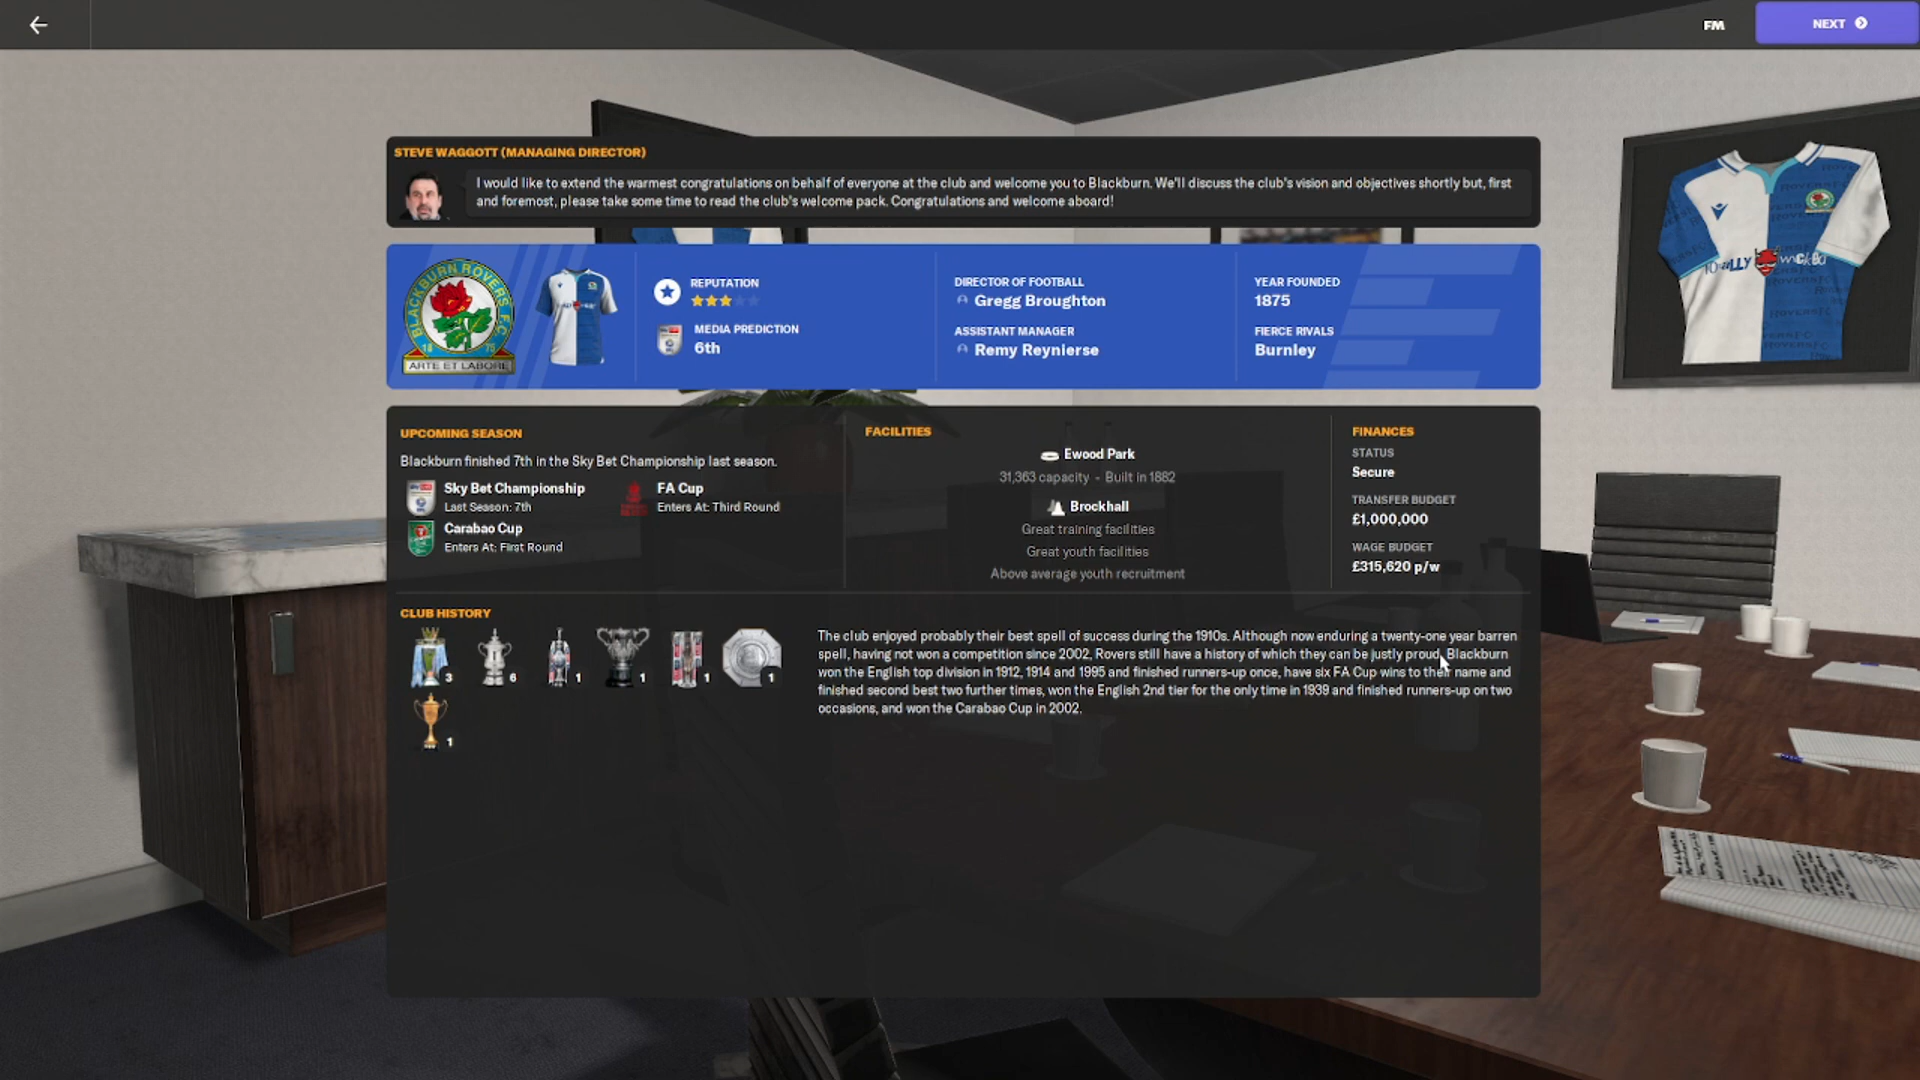 FM
NEXT
STEVE WAGGOTT (MANAGING DIRECTOR)
I would like to extend the warmest congratulations on behalf of everyone at the club and welcome you to Blackburn. We'll discuss the club's vision and objectives shortly but, first
and foremost, please take some time to read the club's welcome pack. Congratulations and welcome aboard!
BLACKBURN ROVERS F.C.
18 75
ARTE ET LABORE
REPUTATION
MEDIA PREDICTION
6th
DIRECTOR OF FOOTBALL
Gregg Broughton
ASSISTANT MANAGER
Remy Reynierse
YEAR FOUNDED
1875
FIERCE RIVALS
Burnley
UPCOMING SEASON
Blackburn finished 7th in the Sky Bet Championship last season.
Sky Bet Championship
Last Season: 7th
FA Cup
Enters At: Third Round
Carabao Cup
Enters At: First Round
FACILITIES
Ewood Park
31,363 capacity - Built in 1882
Brockhall
Great training facilities
Great youth facilities
Above average youth recruitment
FINANCES
STATUS
Secure
TRANSFER BUDGET
£1,000,000
WAGE BUDGET
£315,620 p/w
CLUB HISTORY
3
6
1
1
1
1
1
The club enjoyed probably their best spell of success during the 1910s. Although now enduring a twenty-one year barren
spell, having not won a competition since 2002, Rovers still have a history of which they can be justly proud. Blackburn
won the English top division in 1912, 1914 and 1995 and finished runners-up once, have six FA Cup wins to their name and
finished second best two further times, won the English 2nd tier for the only time in 1939 and finished runners-up on two
occasions, and won the Carabao Cup in 2002.